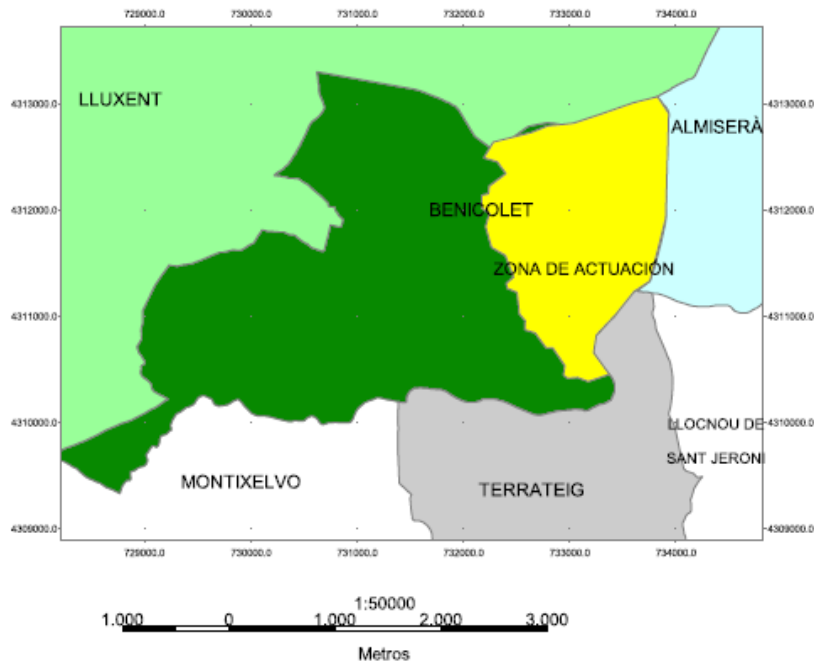 729000.0 730000.0 731000.0 732000.0 733000.0 734000.0
4313000.0 4313000.0
LLUXENT
ALMISERÀ
4312000.0 4312000.0
BENICOLET
ZONA DE ACTUACIÓN
4311000.0 4311000.0
4310000.0 4310000.0
LLOCNOU DE
SANT JERONI
MONTIXELVO
TERRATEIG
4309000.0 4309000.0
729000.0 730000.0 731000.0 732000.0 733000.0 734000.0
1:50000
1.000 0 1.000 2.000 3.000
Metros